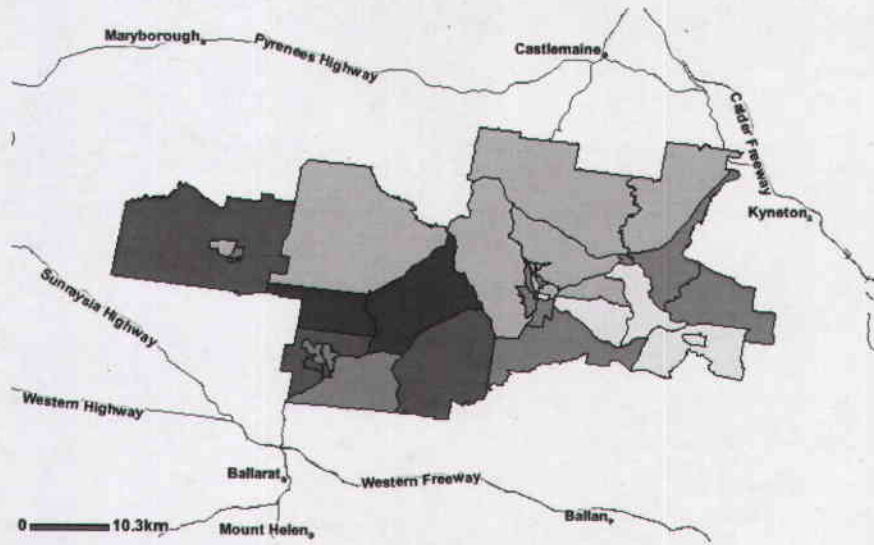 Maryborough
Pyrenees Highway
Castlemaine
Calder Freeway
Kyneton
Sunraysia Highway
Western Highway
Ballarat
Western Freeway
Ballan
Mount Helen
0 10.3km